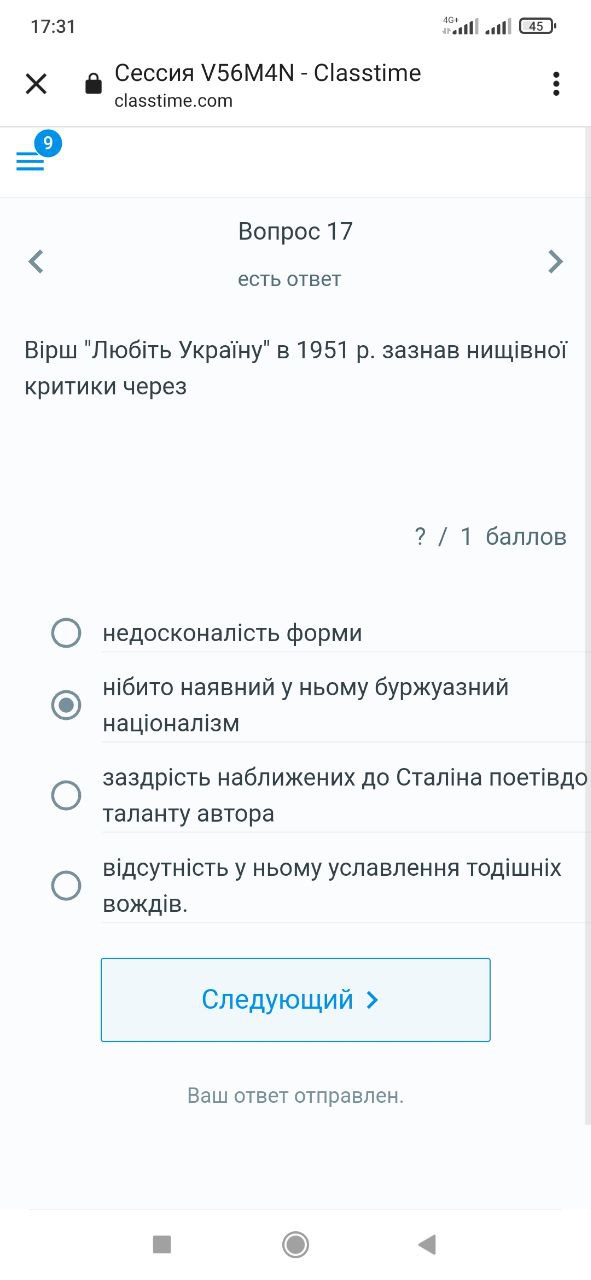 17:31
4G+
45
Сессия V56M4N - Classtime
classtime.com
9
Вопрос 17
есть ответ
Вірш "Любіть Україну" в 1951 р. зазнав нищівної
критики через
? / 1 баллов
недосконалість форми
нібито наявний у ньому буржуазний
націоналізм
заздрість наближених до Сталіна поетівдо
таланту автора
відсутність у ньому уславлення тодішніх
вождів.
Следующий
Ваш ответ отправлен.